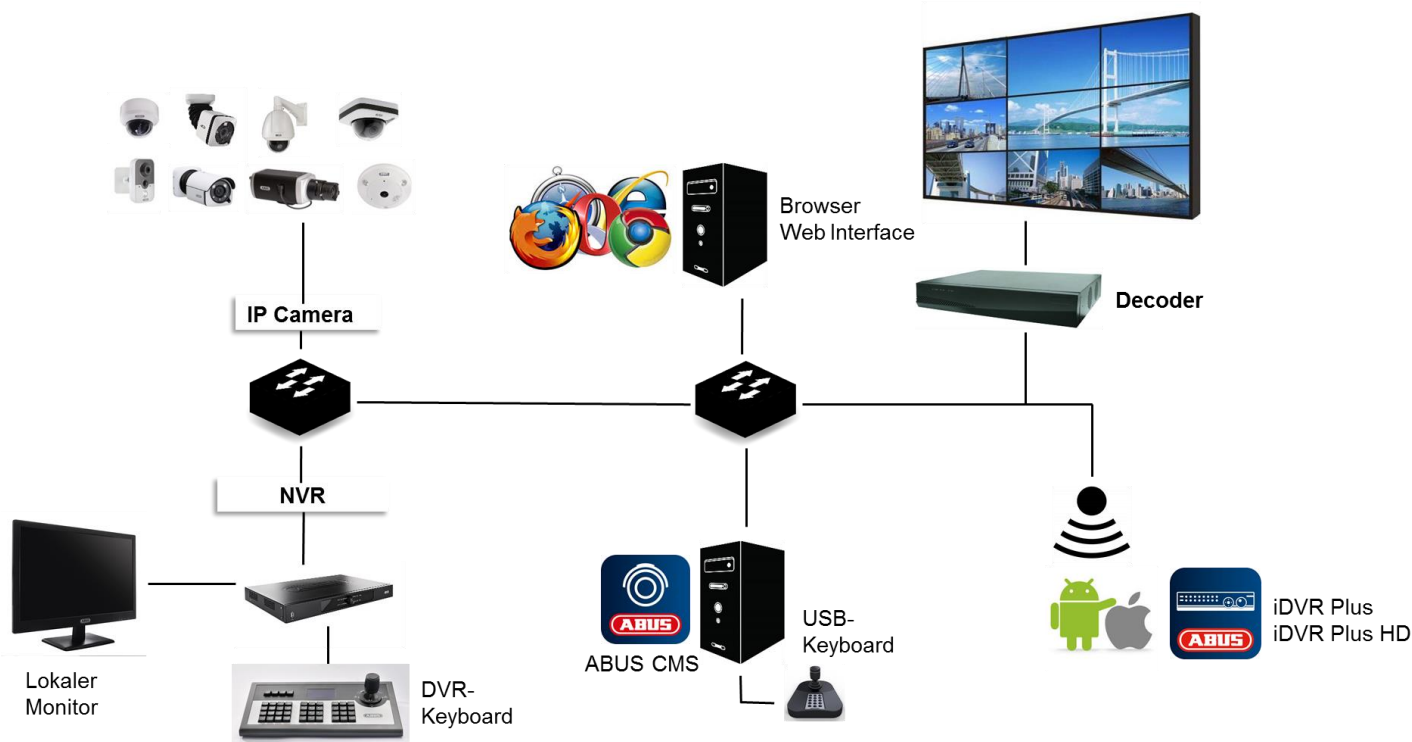 Browser
Web Interface
Decoder
IP Camera
NVR
Lokaler
Monitor
DVR-
Keyboard
ABUS
ABUS CMS
USB-
Keyboard
ABUS
iDVR Plus
iDVR Plus HD